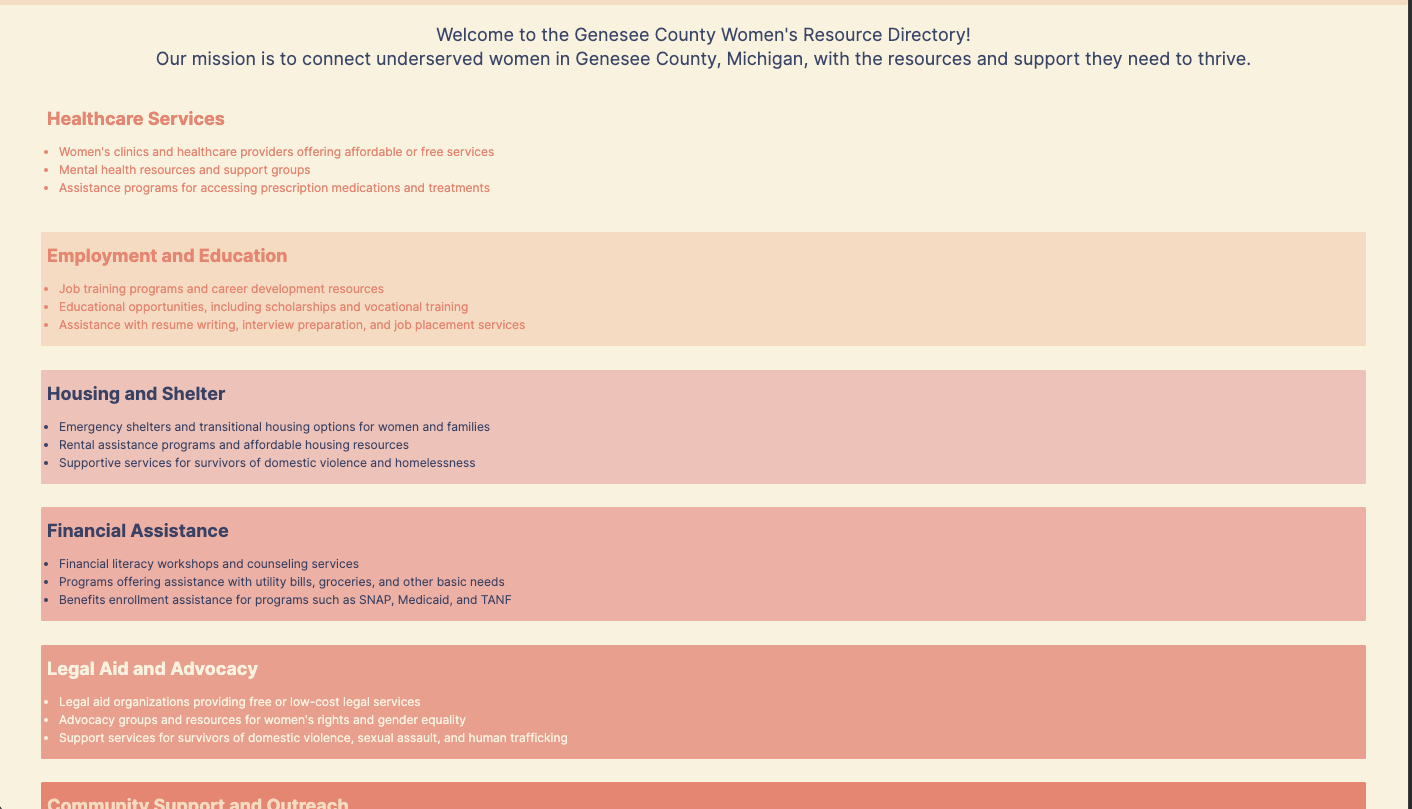 Welcome to the Genesee County Women's Resource Directory!
Our mission is to connect underserved women in Genesee County, Michigan, with the resources and support they need to thrive.
Healthcare Services
• Women's clinics and healthcare providers offering affordable or free services
• Mental health resources and support groups
• Assistance programs for accessing prescription medications and treatments
Employment and Education
• Job training programs and career development resources
• Educational opportunities, including scholarships and vocational training
• Assistance with resume writing, interview preparation, and job placement services
Housing and Shelter
• Emergency shelters and transitional housing options for women and families
• Rental assistance programs and affordable housing resources
• Supportive services for survivors of domestic violence and homelessness
Financial Assistance
• Financial literacy workshops and counseling services
• Programs offering assistance with utility bills, groceries, and other basic needs
• Benefits enrollment assistance for programs such as SNAP, Medicaid, and TANF
Legal Aid and Advocacy
• Legal aid organizations providing free or low-cost legal services
• Advocacy groups and resources for women's rights and gender equality
• Support services for survivors of domestic violence, sexual assault, and human trafficking
Community Support and Outreach